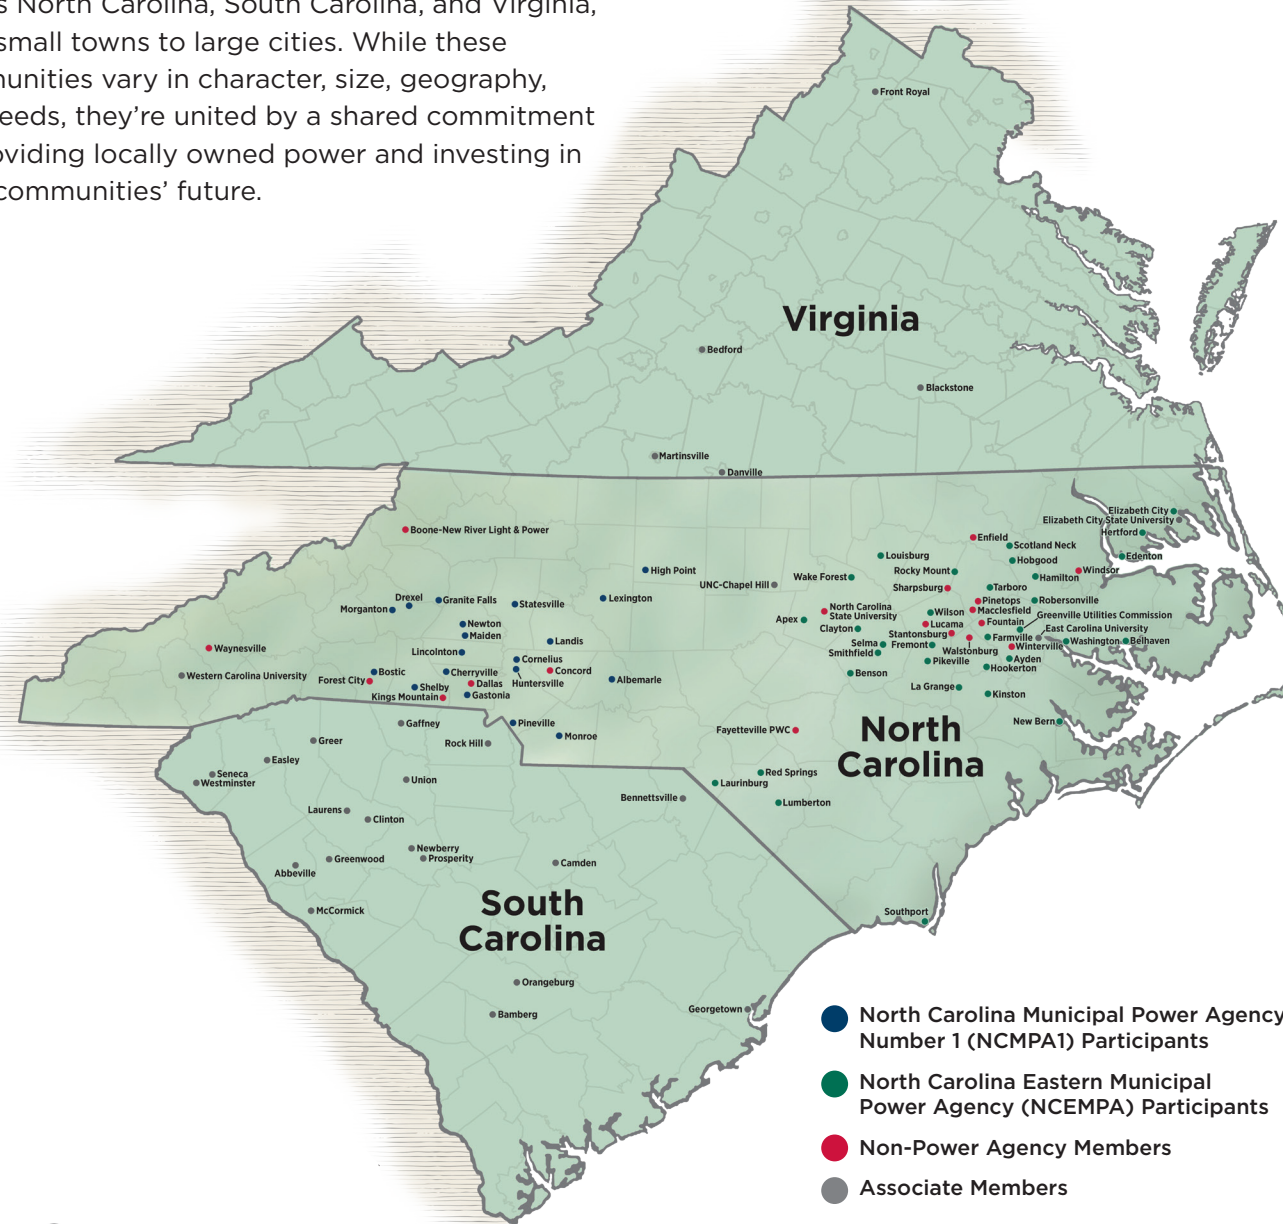 s North Carolina, South Carolina, and Virginia,
small towns to large cities. While these
unities vary in character, size, geography,
eeds, they're united by a shared commitment
oviding locally owned power and investing in
communities' future.
Front Royal
Virginia
Bedford
Blackstone
Martinsville
Danville
Boone-New River Light & Power
Elizabeth City
Elizabeth City State University
Hertford
Enfield
Scotland Neck
Edenton
Louisburg
Hobgood
High Point
Rocky Mount
Windsor
Wake Forest
Hamilton
UNC-Chapel Hill
Sharpsburg
Tarboro
Drexel
Granite Falls
Statesville
Lexington
Pinetops
Robersonville
Morganton
North Carolina
State University
Wilson
Macclesfield
Greenville Utilities Commission
Apex
Newton
Clayton
Lucama
Fountain
East Carolina University
Maiden
Landis
Stantonsburg
Farmville
Washington
Belhaven
Waynesville
Lincolnton
Selma
Fremont
Walstonburg
Winterville
Smithfield
Cornelius
Pikeville
Ayden
Western Carolina University
Bostic
Cherryville
Concord
Hookerton
Forest City
Dallas
Huntersville
Albemarle
Benson
Shelby
La Grange
Kings Mountain
Gastonia
Kinston
Gaffney
Pineville
New Bern
Rock Hill
Monroe
Fayetteville PWC
North
Carolina
Greer
Easley
Seneca
Westminster
Union
Red Springs
Laurinburg
Bennettsville
Lumberton
Laurens
Clinton
Newberry
Greenwood
Prosperity
Camden
Abbeville
McCormick
South
Carolina
Southport
Orangeburg
Bamberg
Georgetown
North Carolina Municipal Power Agency
Number 1 (NCMPA1) Participants
North Carolina Eastern Municipal
Power Agency (NCEMPA) Participants
Non-Power Agency Members
Associate Members